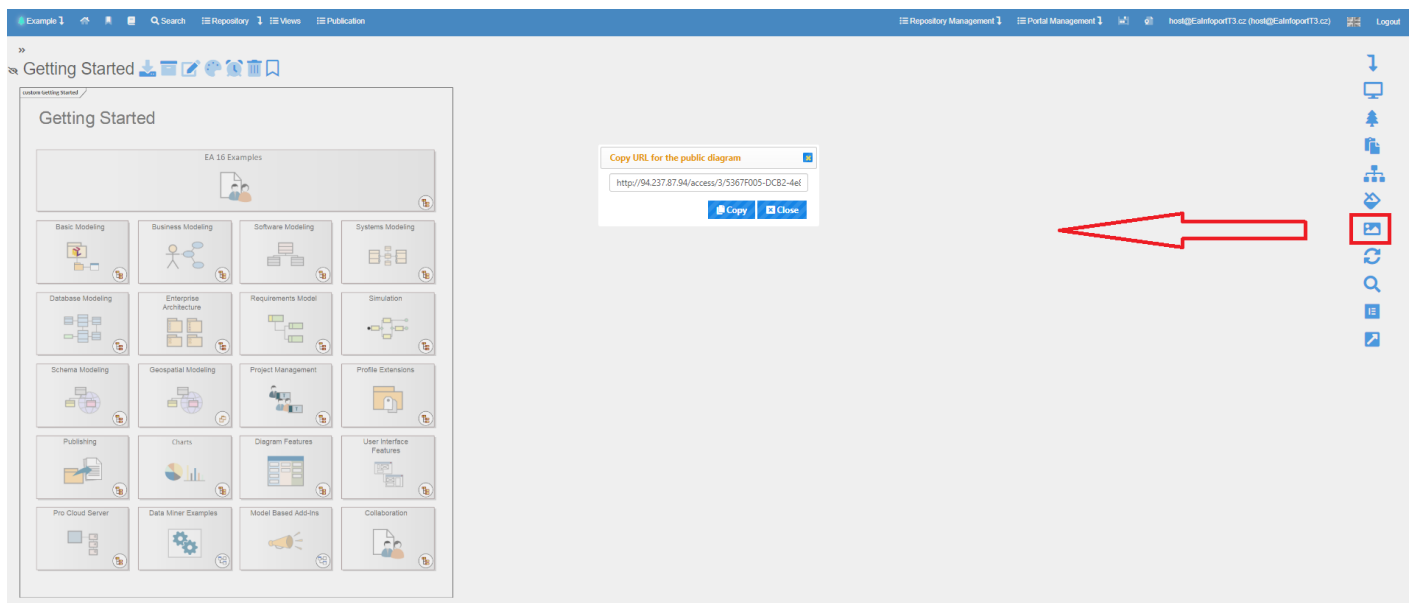 Example
Search
Repository
Views
Publication
Repository Management
Portal Management
host@EaInfoportT3.cz (host@EaInfoportT3.cz)
Logout
»
Getting Started
custom Getting Started
Getting Started
EA 16 Examples
Basic Modeling
Business Modeling
Software Modeling
Systems Modeling
Database Modeling
Enterprise
Architecture
Requirements Model
Simulation
Schema Modeling
Geospatial Modeling
Project Management
Profile Extensions
Publishing
Charts
Diagram Features
User Interface
Features
Pro Cloud Server
Data Miner Examples
Model Based Add-Ins
Collaboration
Copy URL for the public diagram
http://94.237.87.94/access/3/5367F005-DCB2-4e8
Copy
Close